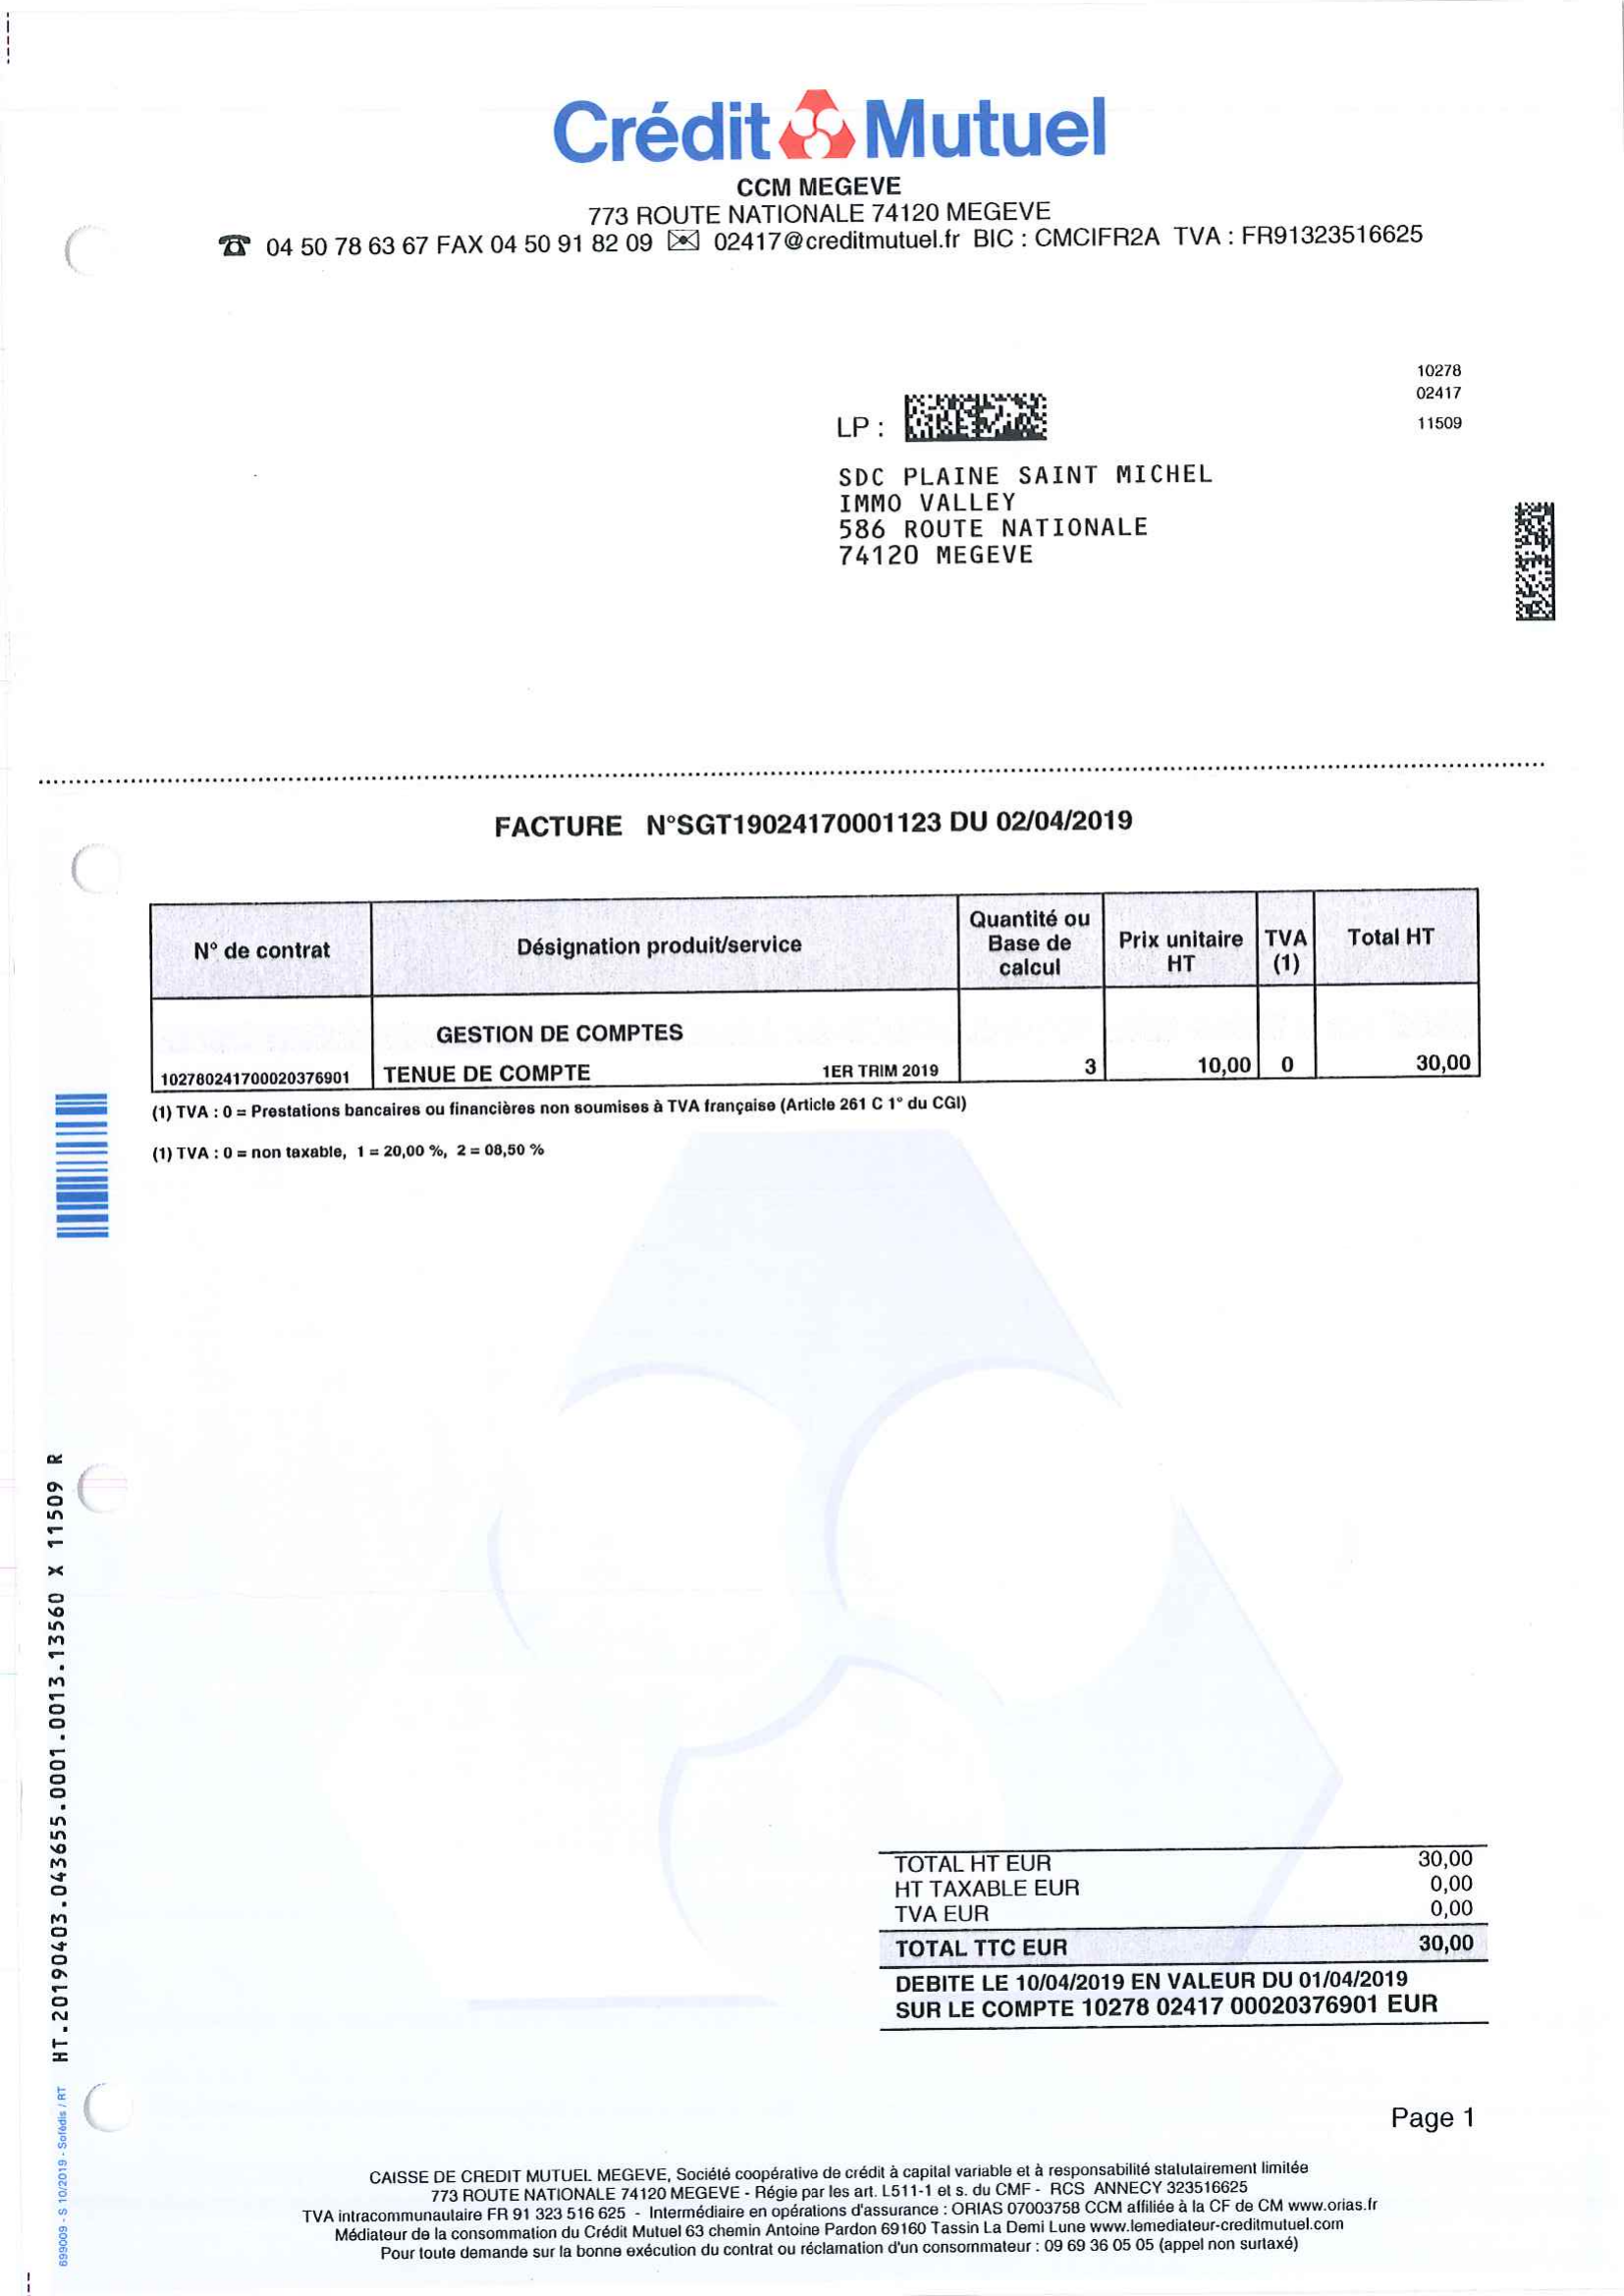 Crédit Mutuel
CCM MEGEVE
773 ROUTE NATIONALE 74120 MEGEVE
04 50 78 63 67 FAX 04 50 91 82 09 02417@creditmutuel.fr BIC : CMCIFR2A TVA : FR91323516625
10278
02417
11509
LP :
SDC PLAINE SAINT MICHEL
IMMO VALLEY
586 ROUTE NATIONALE
74120 MEGEVE
FACTURE N°SGT19024170001123 DU 02/04/2019
N° de contrat Désignation produit/service Quantité ou Base de calcul Prix unitaire HT TVA (1) Total HT
GESTION DE COMPTES
102780241700020376901 TENUE DE COMPTE 1ER TRIM 2019 3 10,00 0 30,00
(1) TVA : 0 = Prestations bancaires ou financières non soumises à TVA française (Article 261 C 1° du CGI)
(1) TVA : 0 = non taxable, 1 = 20,00 %, 2 = 08,50 %
HT.20190403.043655.0001.0013.13560 X 11509 R
699009 - S 10/2019 - Sofédis / RT
TOTAL HT EUR 30,00
HT TAXABLE EUR 0,00
TVA EUR 0,00
TOTAL TTC EUR 30,00
DEBITE LE 10/04/2019 EN VALEUR DU 01/04/2019
SUR LE COMPTE 10278 02417 00020376901 EUR
Page 1
CAISSE DE CREDIT MUTUEL MEGEVE, Société coopérative de crédit à capital variable et à responsabilité statutairement limitée
773 ROUTE NATIONALE 74120 MEGEVE - Régie par les art. L511-1 et s. du CMF - RCS ANNECY 323516625
TVA intracommunautaire FR 91 323 516 625 - Intermédiaire en opérations d'assurance : ORIAS 07003758 CCM affiliée à la CF de CM www.orias.fr
Médiateur de la consommation du Crédit Mutuel 63 chemin Antoine Pardon 69160 Tassin La Demi Lune www.lemediateur-creditmutuel.com
Pour toute demande sur la bonne exécution du contrat ou réclamation d'un consommateur : 09 69 36 05 05 (appel non surtaxé)